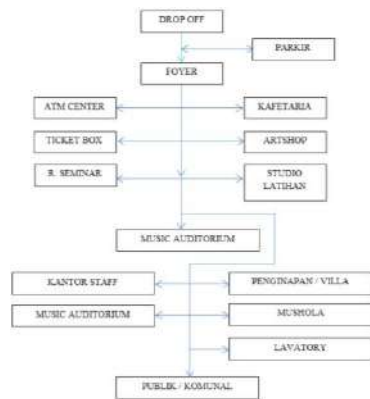 DROP OFF
PARKIR
FOYER
ATM CENTER
KAFETARIA
TICKET BOX
ARTSHOP
R. SEMINAR
STUDIO
LATIHAN
MUSIC AUDITORIUM
KANTOR STAFF
PENGINAPAN / VILLA
MUSIC AUDITORIUM
MUSHOLA
LAVATORY
PUBLIK / KOMUNAL